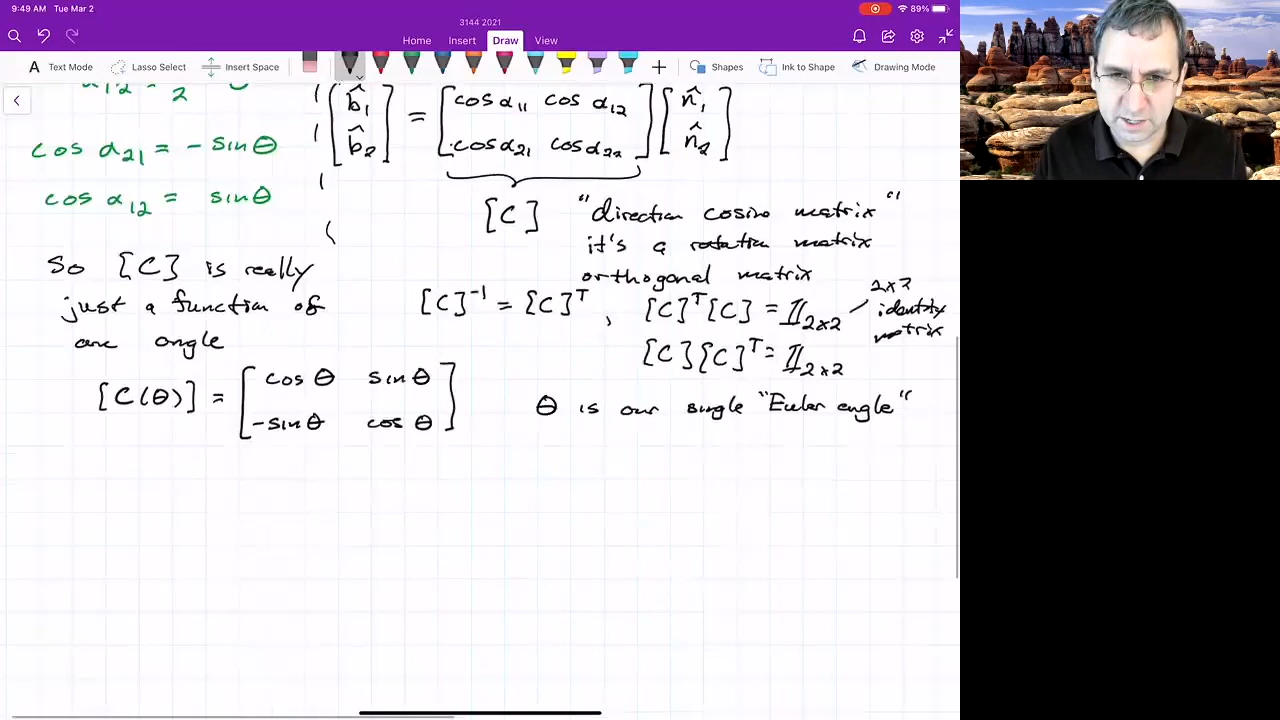 9:49 AM Tue Mar 2
89%
3144 2021
Home Insert Draw View
Text Mode Lasso Select Insert Space Shapes Ink to Shape Drawing Mode
cos α21 = - sin θ
cos α12 = sin θ
[b̂1 b̂2] = [cos α11 cos α12
cos α21 cos α22] [n̂1 n̂2]
[C] "direction cosine matrix"
it's a rotation matrix
orthogonal matrix
So [C] is really
just a function of
one angle
[C]⁻¹ = [C]ᵀ , [C]ᵀ[C] = 𝟙2x2
2x2
identity
matrix
[C][C]ᵀ = 𝟙2x2
[C(θ)] = [cos θ sin θ
-sin θ cos θ]
θ is our single "Euler angle"